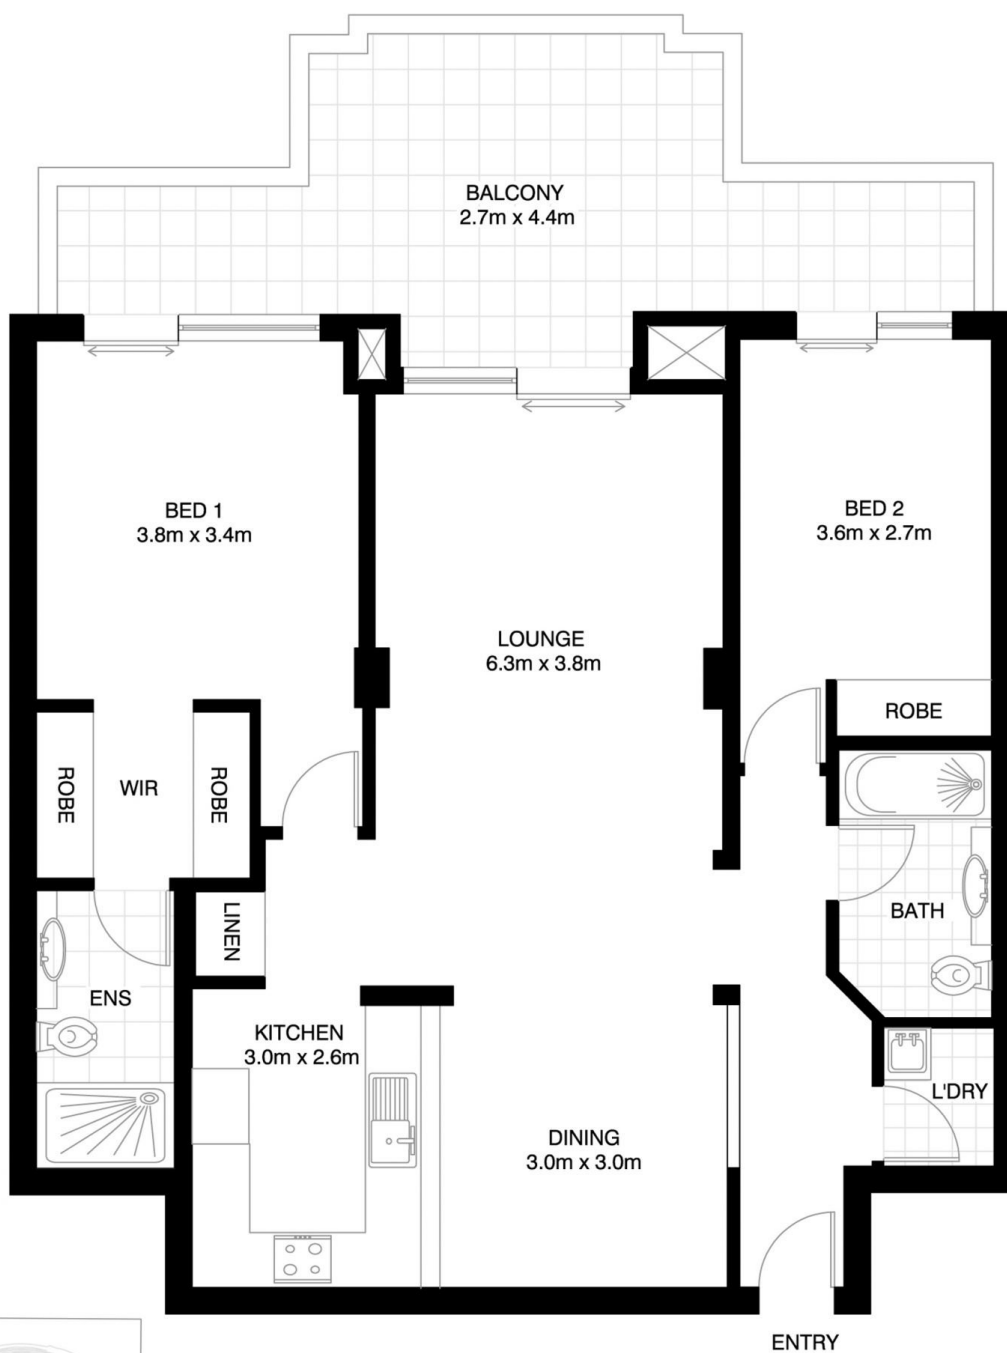 BALCONY
2.7m x 4.4m
BED 1
3.8m x 3.4m
BED 2
3.6m x 2.7m
LOUNGE
6.3m x 3.8m
ROBE
ROBE
WIR
ROBE
LINEN
BATH
ENS
KITCHEN
3.0m x 2.6m
L'DRY
DINING
3.0m x 3.0m
ENTRY